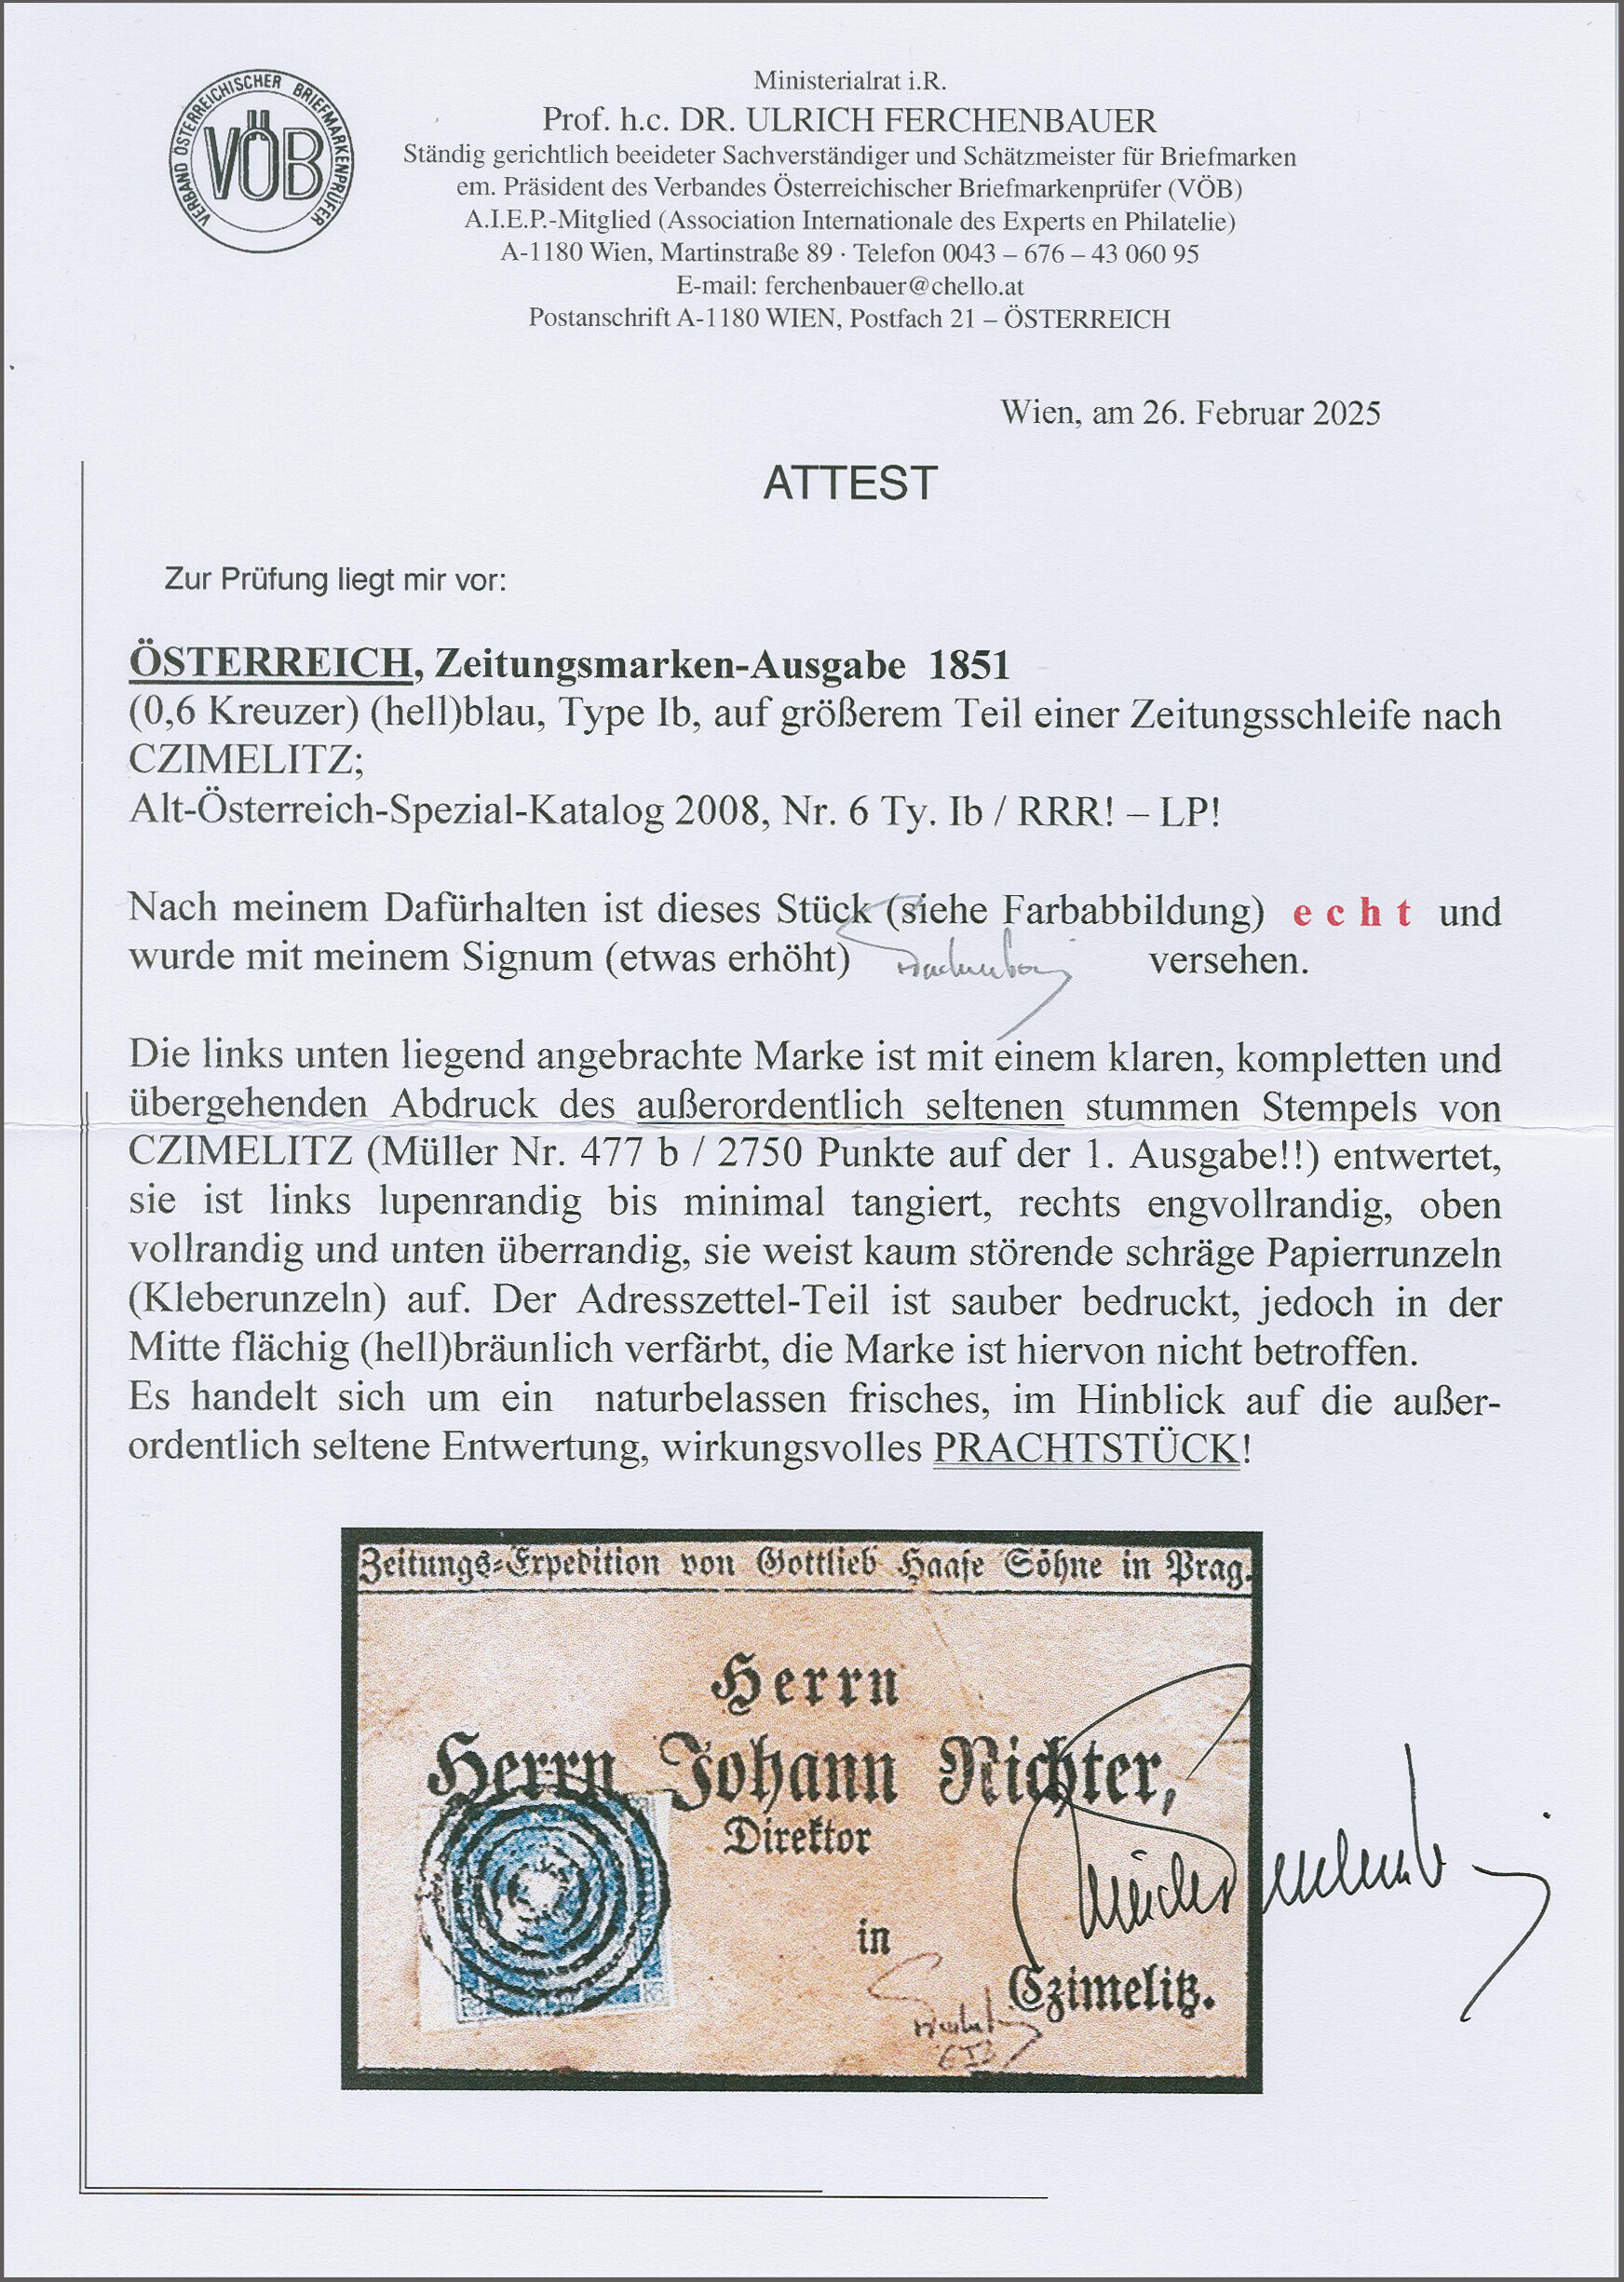 VERBAND ÖSTERREICHISCHER BRIEFMARKENPRÜFER
VÖB
Ministerialrat i.R.
Prof. h.c. DR. ULRICH FERCHENBAUER
Ständig gerichtlich beeideter Sachverständiger und Schätzmeister für Briefmarken
em. Präsident des Verbandes Österreichischer Briefmarkenprüfer (VÖB)
A.I.E.P.-Mitglied (Association Internationale des Experts en Philatelie)
A-1180 Wien, Martinstraße 89 · Telefon 0043 – 676 – 43 060 95
E-mail: ferchenbauer@chello.at
Postanschrift A-1180 WIEN, Postfach 21 – ÖSTERREICH
Wien, am 26. Februar 2025
ATTEST
Zur Prüfung liegt mir vor:
ÖSTERREICH, Zeitungsmarken-Ausgabe 1851
(0,6 Kreuzer) (hell)blau, Type Ib, auf größerem Teil einer Zeitungsschleife nach
CZIMELITZ;
Alt-Österreich-Spezial-Katalog 2008, Nr. 6 Ty. Ib / RRR! – LP!
Nach meinem Dafürhalten ist dieses Stück (siehe Farbabbildung) e c h t und
wurde mit meinem Signum (etwas erhöht) versehen.
Die links unten liegend angebrachte Marke ist mit einem klaren, kompletten und
übergehenden Abdruck des außerordentlich seltenen stummen Stempels von
CZIMELITZ (Müller Nr. 477 b / 2750 Punkte auf der 1. Ausgabe!!) entwertet,
sie ist links lupenrandig bis minimal tangiert, rechts engvollrandig, oben
vollrandig und unten überrandig, sie weist kaum störende schräge Papierrunzeln
(Kleberunzeln) auf. Der Adresszettel-Teil ist sauber bedruckt, jedoch in der
Mitte flächig (hell)bräunlich verfärbt, die Marke ist hiervon nicht betroffen.
Es handelt sich um ein naturbelassen frisches, im Hinblick auf die außer-
ordentlich seltene Entwertung, wirkungsvolles PRACHTSTÜCK!
Zeitungs=Expedition von Gottlieb Haase Söhne in Prag.
Herrn
Herrn Johann Richter,
Direktor
in
Czimelitz.